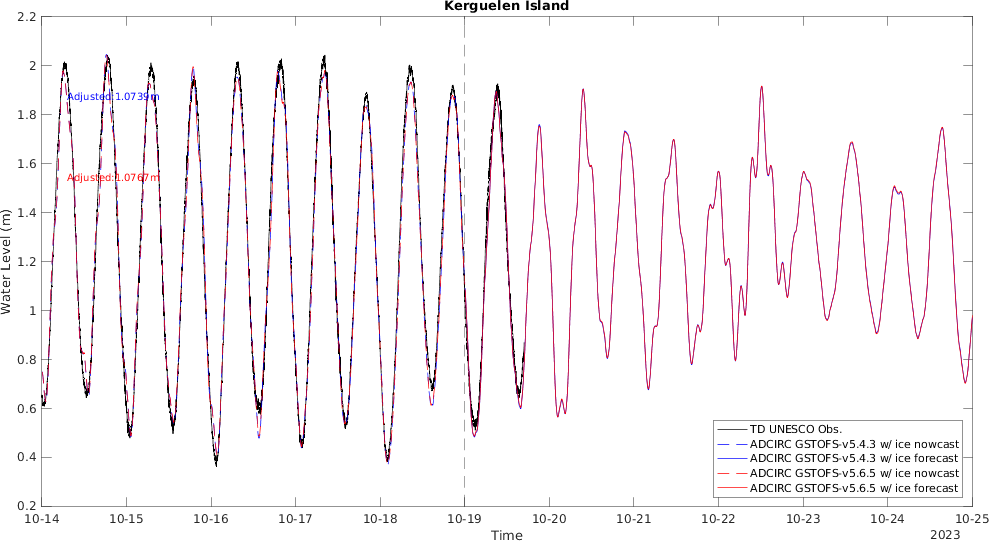 Kerguelen Island
2.2
2
1.8
1.6
1.4
1.2
1
0.8
0.6
0.4
0.2
Water Level (m)
Adjusted:1.0739m
Adjusted:1.0767m
TD UNESCO Obs.
ADCIRC GSTOFS-v5.4.3 w/ ice nowcast
ADCIRC GSTOFS-v5.4.3 w/ ice forecast
ADCIRC GSTOFS-v5.6.5 w/ ice nowcast
ADCIRC GSTOFS-v5.6.5 w/ ice forecast
10-14 10-15 10-16 10-17 10-18 10-19 10-20 10-21 10-22 10-23 10-24 10-25
Time
2023